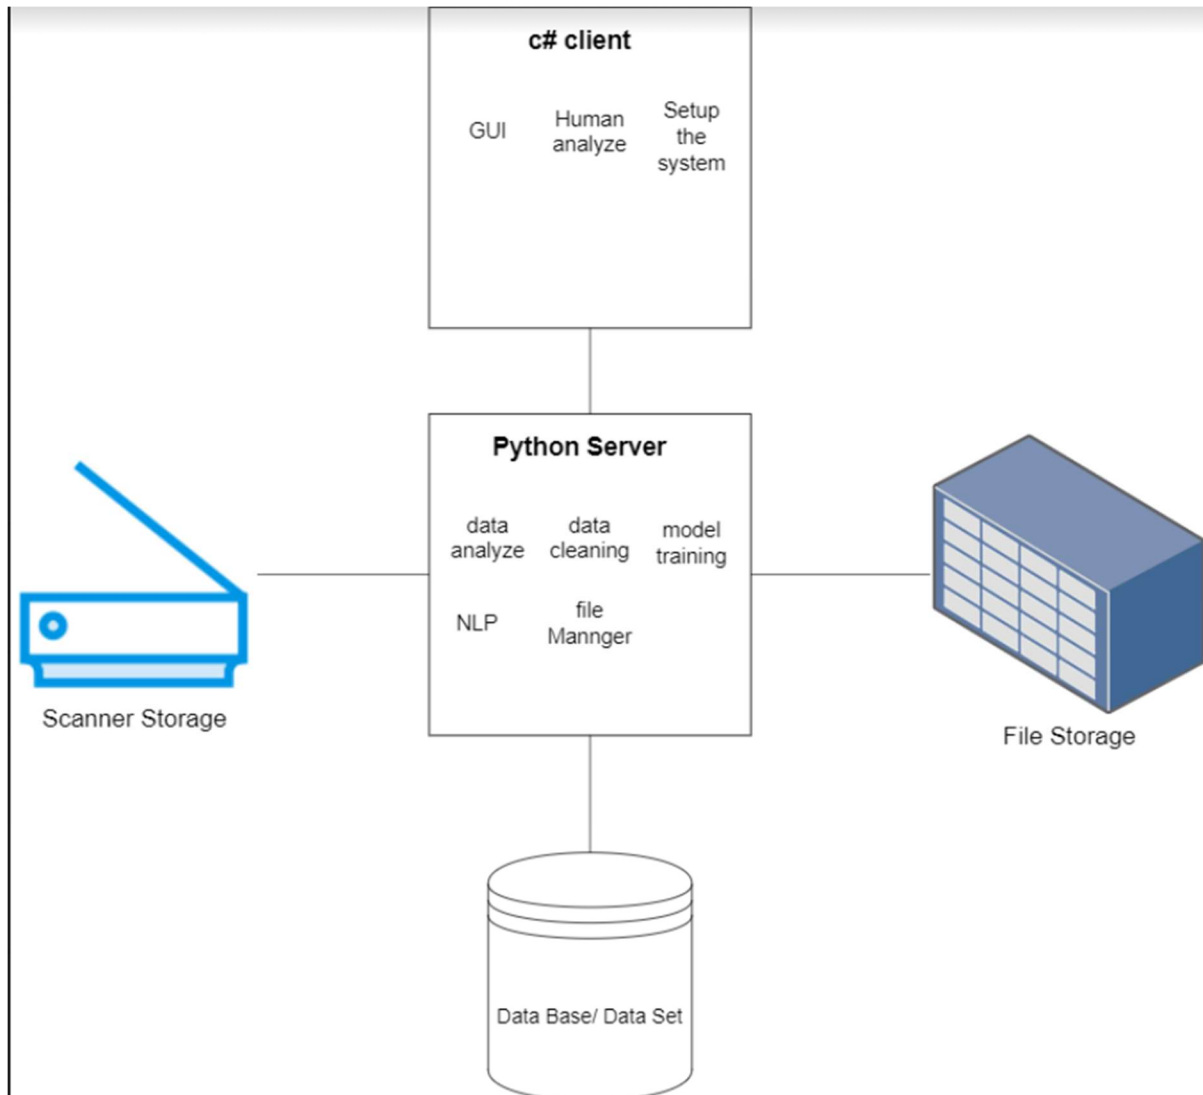 c# client
GUI
Human
analyze
Setup
the
system
Python Server
data
analyze
data
cleaning
model
training
NLP
file
Mannger
Scanner Storage
File Storage
Data Base/ Data Set